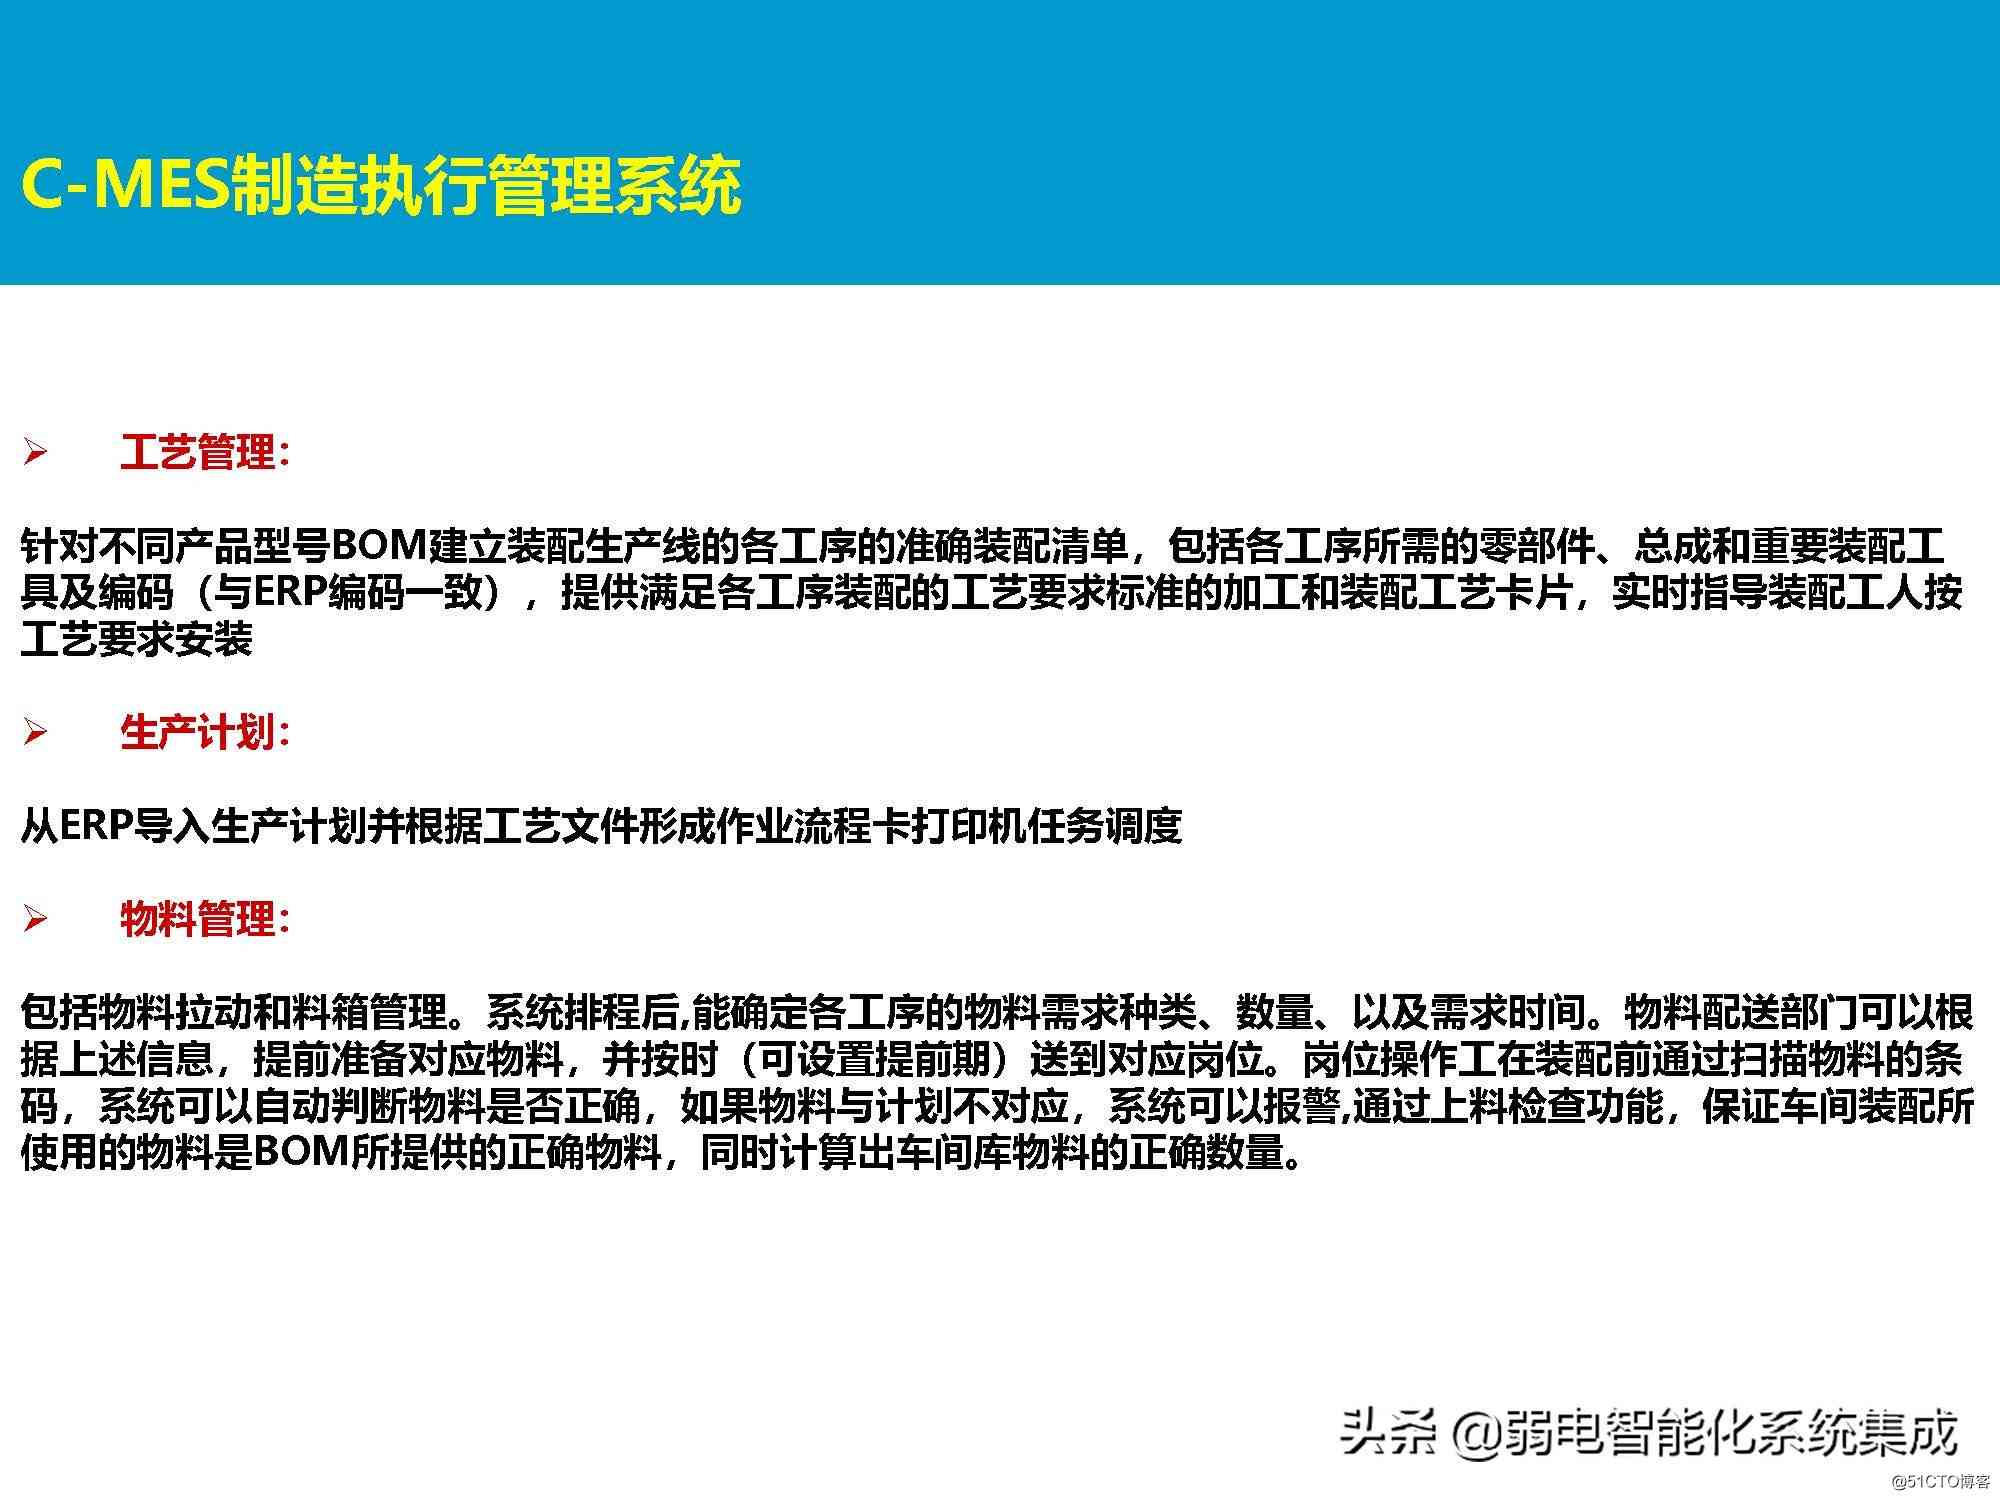 C-MES制造执行管理系统
➢ 工艺管理：
针对不同产品型号BOM建立装配生产线的各工序的准确装配清单，包括各工序所需的零部件、总成和重要装配工
具及编码（与ERP编码一致），提供满足各工序装配的工艺要求标准的加工和装配工艺卡片，实时指导装配工人按
工艺要求安装
➢ 生产计划：
从ERP导入生产计划并根据工艺文件形成作业流程卡打印机任务调度
➢ 物料管理：
包括物料拉动和料箱管理。系统排程后,能确定各工序的物料需求种类、数量、以及需求时间。物料配送部门可以根
据上述信息，提前准备对应物料，并按时（可设置提前期）送到对应岗位。岗位操作工在装配前通过扫描物料的条
码，系统可以自动判断物料是否正确，如果物料与计划不对应，系统可以报警,通过上料检查功能，保证车间装配所
使用的物料是BOM所提供的正确物料，同时计算出车间库物料的正确数量。
头条 @弱电智能化系统集成
@51CTO博客